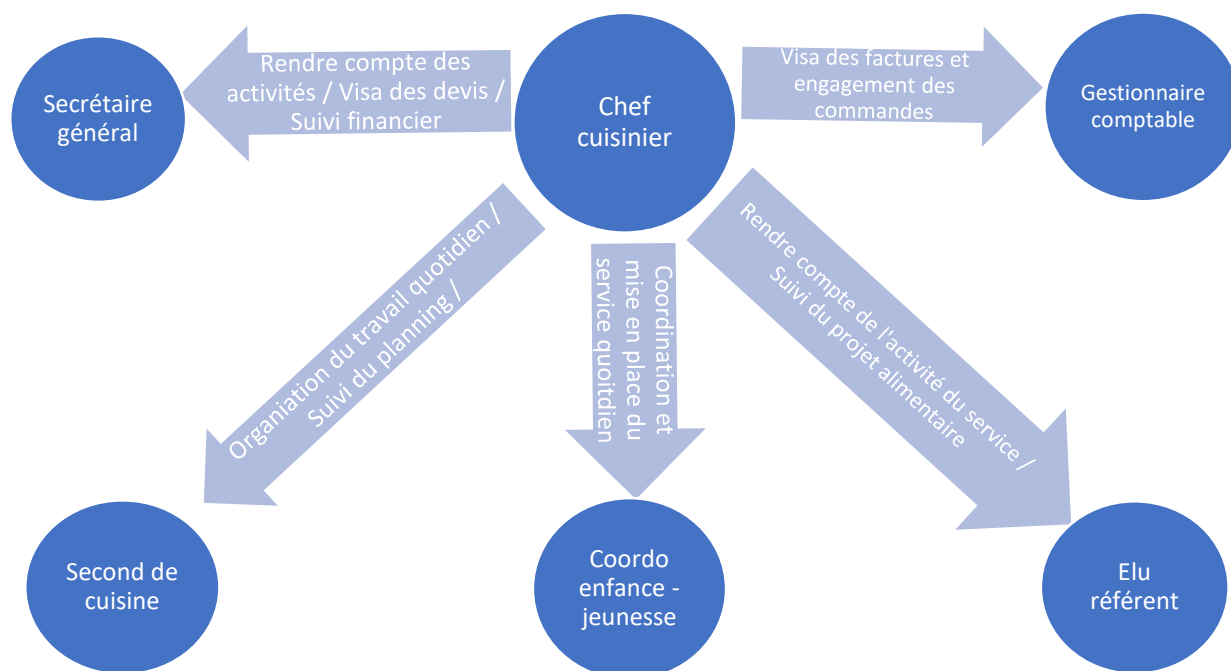 Rendre compte des
activités / Visa des devis /
Suivi financier
Secrétaire
général
Chef
cuisinier
Visa des factures et
engagement des
commandes
Gestionnaire
comptable
Organiation du travail quotidien /
Suivi du planning /
Coordination et
mise en place du
service quoitdien
Rendre compte de l'activité du service /
Suivi du projet alimentaire
Second de
cuisine
Coordo
enfance -
jeunesse
Elu
référent